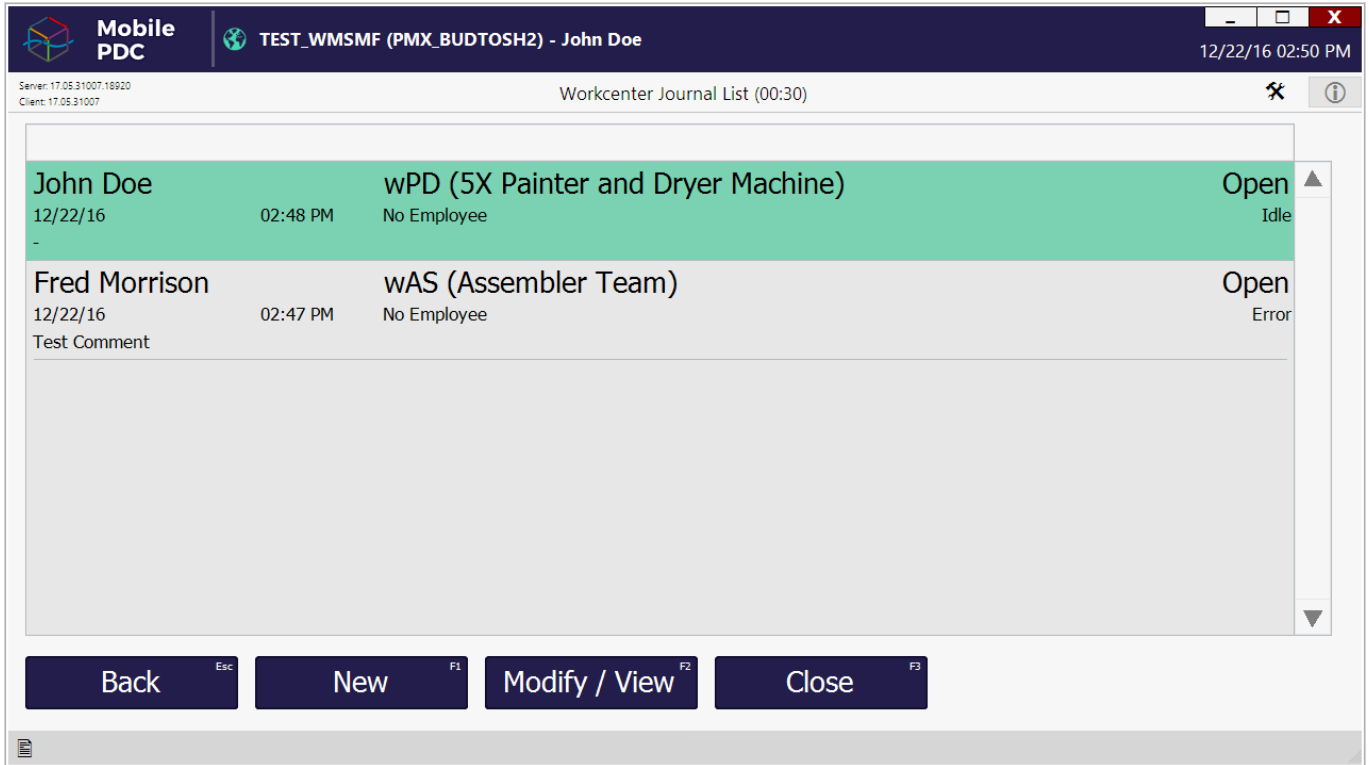 Mobile
PDC
TEST_WMSMF (PMX_BUDTOSH2) - John Doe
X
12/22/16 02:50 PM
Server: 17.05.31007.18920
Client: 17.05.31007
Workcenter Journal List (00:30)
John Doe wPD (5X Painter and Dryer Machine) Open
12/22/16 02:48 PM No Employee Idle
-
Fred Morrison wAS (Assembler Team) Open
12/22/16 02:47 PM No Employee Error
Test Comment
Back Esc New F1 Modify / View F2 Close F3